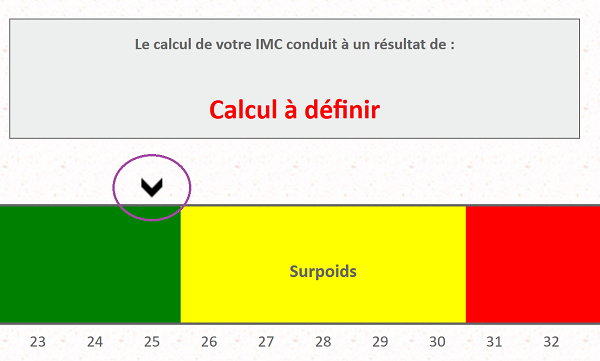 Le calcul de votre IMC conduit à un résultat de :
Calcul à définir
Surpoids
23 24 25 26 27 28 29 30 31 32